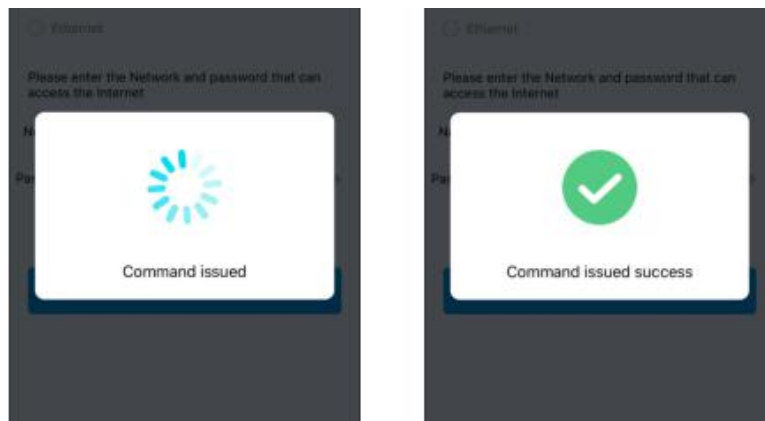 Ethernet
Please enter the Network and password that can
access the Internet
Command issued
Ethernet
Please enter the Network and password that can
access the Internet
Command issued success